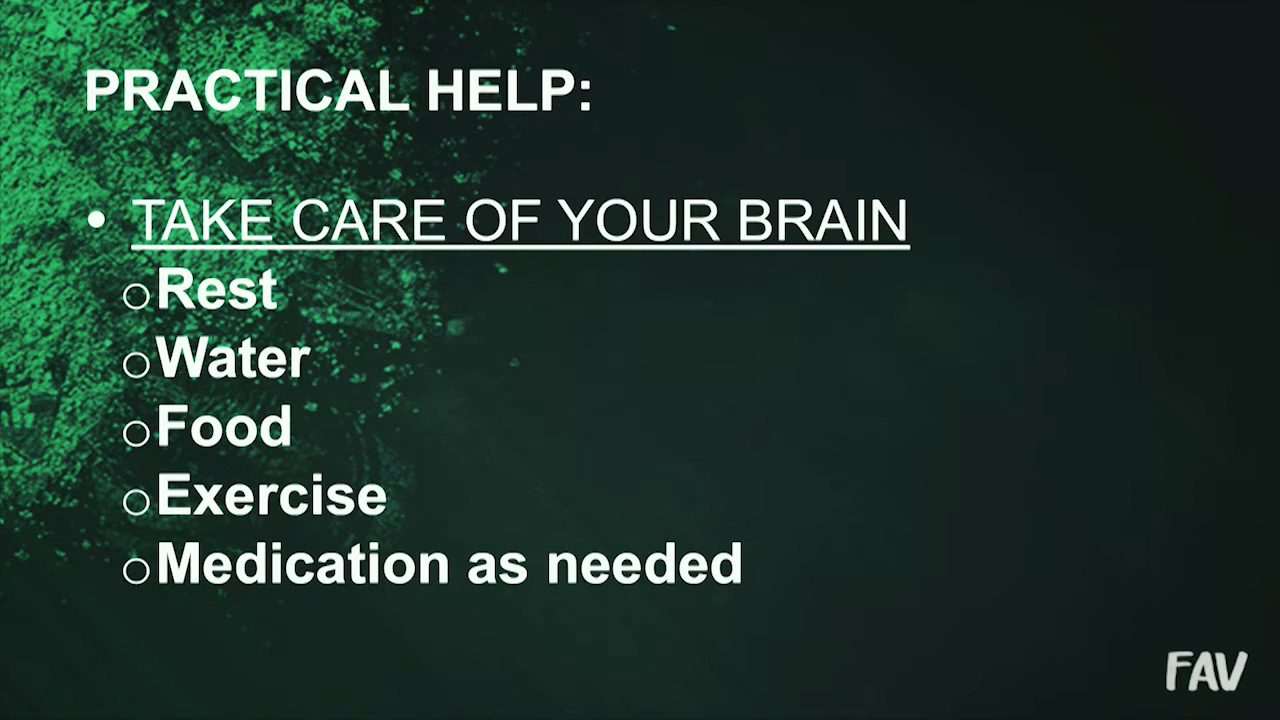 PRACTICAL HELP:
• TAKE CARE OF YOUR BRAIN
o Rest
o Water
o Food
o Exercise
o Medication as needed
FAV